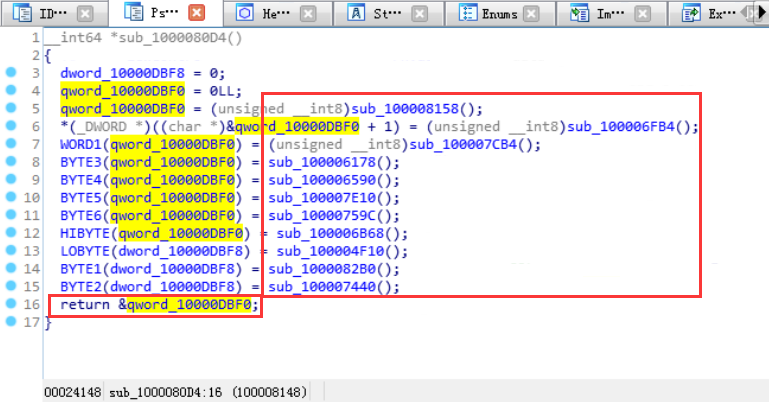 ID··· Ps··· He··· St··· Enums Im··· Ex···
1 __int64 *sub_1000080D4()
2 {
3 dword_10000DBF8 = 0;
4 qword_10000DBF0 = 0LL;
5 qword_10000DBF0 = (unsigned __int8)sub_100008158();
6 *(_DWORD *)((char *)&qword_10000DBF0 + 1) = (unsigned __int8)sub_100006FB4();
7 WORD1(qword_10000DBF0) = (unsigned __int8)sub_100007CB4();
8 BYTE3(qword_10000DBF0) = sub_100006178();
9 BYTE4(qword_10000DBF0) = sub_100006590();
10 BYTE5(qword_10000DBF0) = sub_100007E10();
11 BYTE6(qword_10000DBF0) = sub_10000759C();
12 HIBYTE(qword_10000DBF0) = sub_100006B68();
13 LOBYTE(dword_10000DBF8) = sub_100004F10();
14 BYTE1(dword_10000DBF8) = sub_1000082B0();
15 BYTE2(dword_10000DBF8) = sub_100007440();
16 return &qword_10000DBF0;
17 }
00024148 sub_1000080D4:16 (100008148)